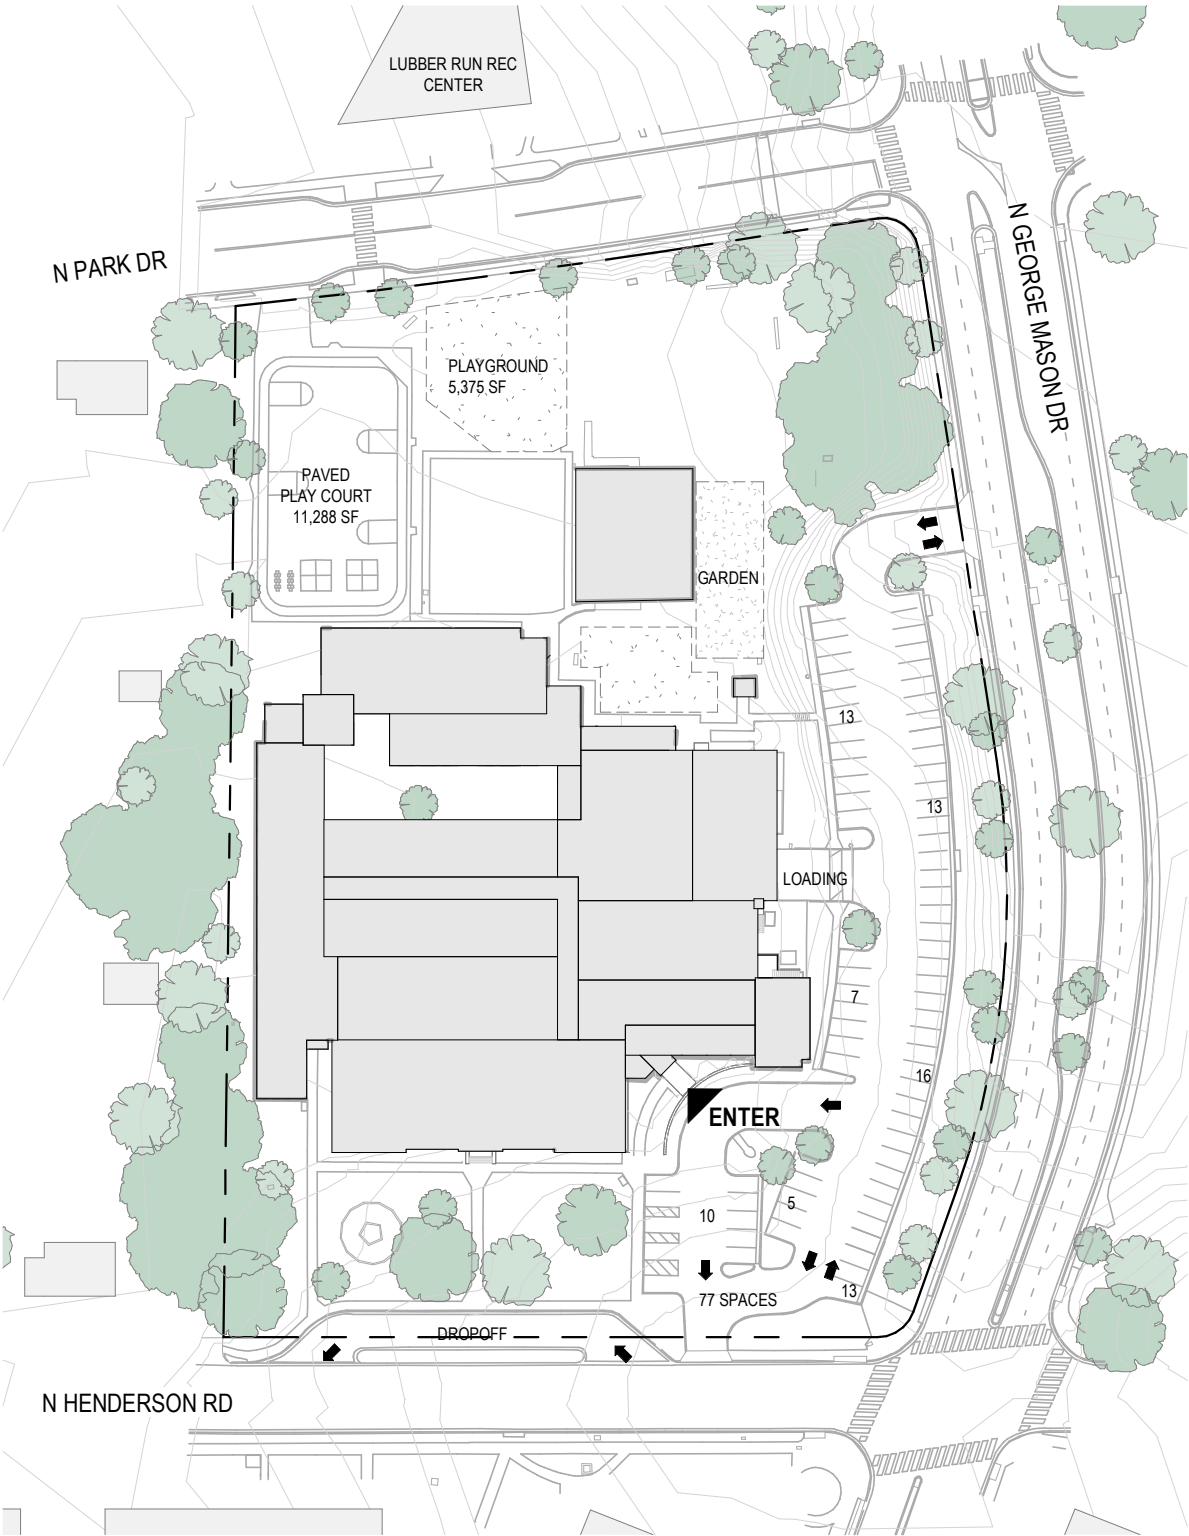 LUBBER RUN REC
CENTER
N PARK DR
N GEORGE MASON DR
PLAYGROUND
5,375 SF
PAVED
PLAY COURT
11,288 SF
GARDEN
13
13
LOADING
7
16
ENTER
5
10
13
77 SPACES
DROPOFF
N HENDERSON RD